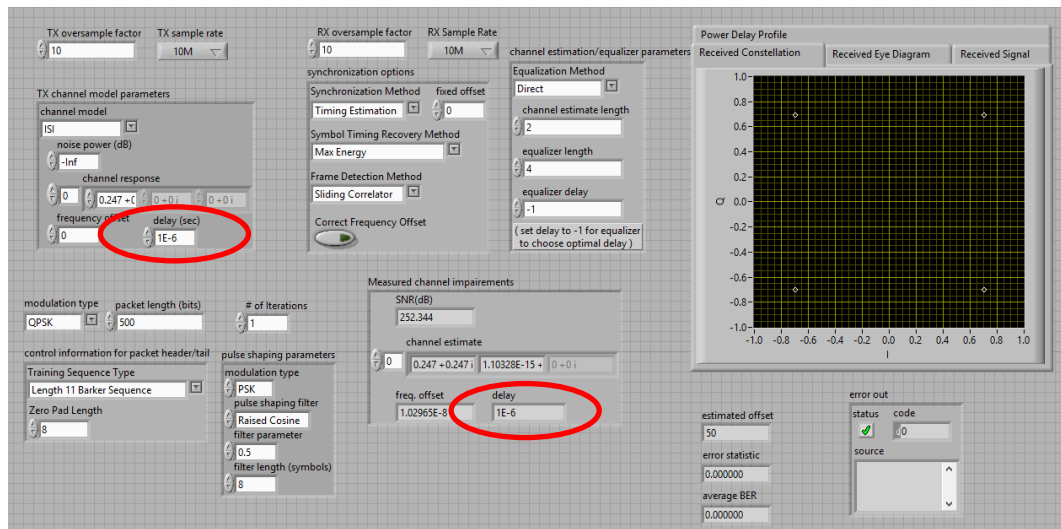 TX oversample factor
10
TX sample rate
10M
TX channel model parameters
channel model
ISI
noise power (dB)
-Inf
channel response
0
0.247 +(
0 +0 i
0 +0 i
frequency offset
0
delay (sec)
1E-6
RX oversample factor
10
RX Sample Rate
10M
synchronization options
Synchronization Method
Timing Estimation
fixed offset
0
Symbol Timing Recovery Method
Max Energy
Frame Detection Method
Sliding Correlator
Correct Frequency Offset
channel estimation/equalizer parameters
Equalization Method
Direct
channel estimate length
2
equalizer length
4
equalizer delay
-1
( set delay to -1 for equalizer
to choose optimal delay )
Power Delay Profile
Received Constellation
Received Eye Diagram
Received Signal
1.0
0.8
0.6
0.4
0.2
0.0
-0.2
-0.4
-0.6
-0.8
-1.0
Q
-1.0 -0.8 -0.6 -0.4 -0.2 0.0 0.2 0.4 0.6 0.8 1.0
I
modulation type
QPSK
packet length (bits)
500
# of Iterations
1
control information for packet header/tail
Training Sequence Type
Length 11 Barker Sequence
Zero Pad Length
8
pulse shaping parameters
modulation type
PSK
pulse shaping filter
Raised Cosine
filter parameter
0.5
filter length (symbols)
8
Measured channel impairements
SNR(dB)
252.344
channel estimate
0
0.247 +0.247 i
1.10328E-15 +
0 +0 i
freq. offset
1.02965E-8
delay
1E-6
estimated offset
50
error statistic
0.000000
average BER
0.000000
error out
status
code
0
source